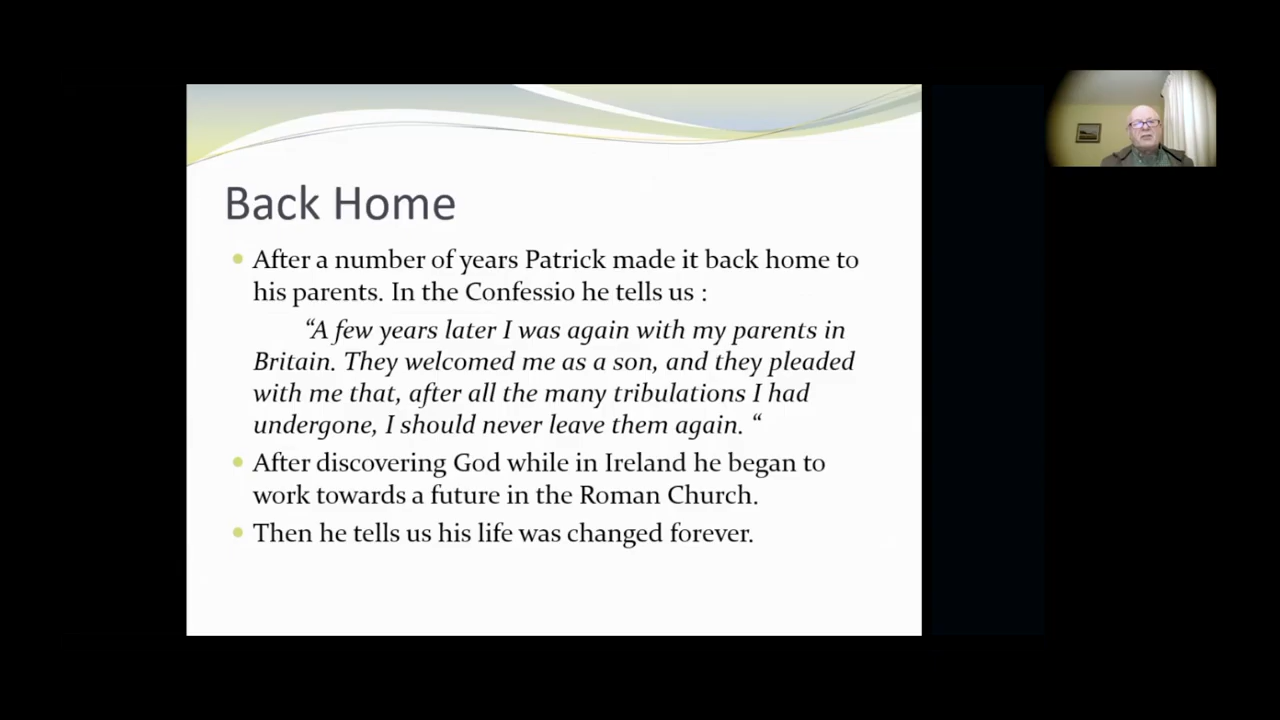 Back Home
After a number of years Patrick made it back home to
his parents. In the Confessio he tells us :
“A few years later I was again with my parents in
Britain. They welcomed me as a son, and they pleaded
with me that, after all the many tribulations I had
undergone, I should never leave them again. “
After discovering God while in Ireland he began to
work towards a future in the Roman Church.
Then he tells us his life was changed forever.